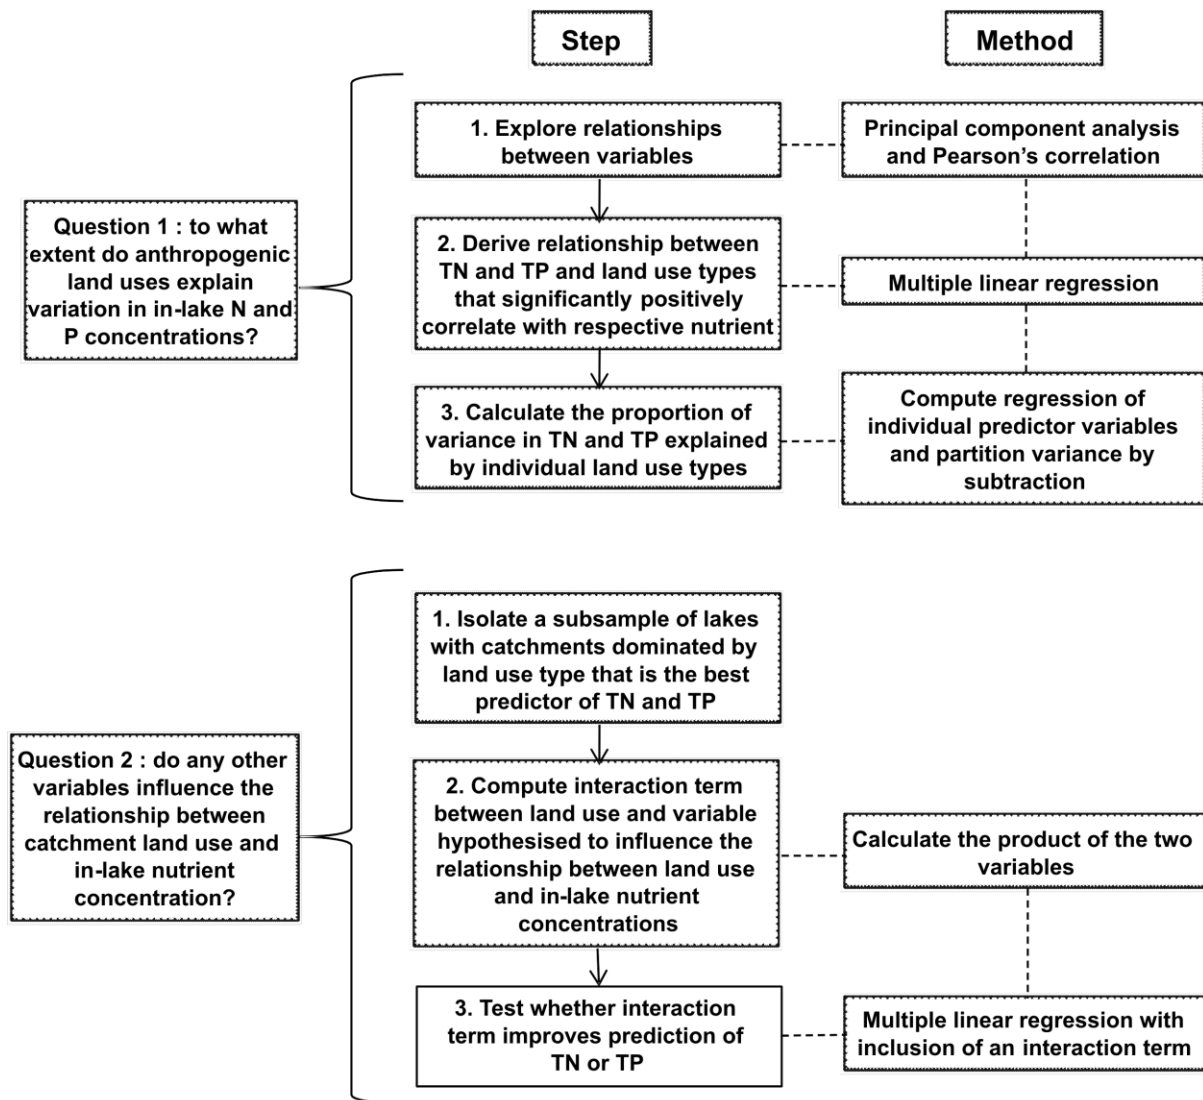 Step
Method
1. Explore relationships
between variables
Principal component analysis
and Pearson's correlation
Question 1 : to what
extent do anthropogenic
land uses explain
variation in in-lake N and
P concentrations?
2. Derive relationship between
TN and TP and land use types
that significantly positively
correlate with respective nutrient
Multiple linear regression
3. Calculate the proportion of
variance in TN and TP explained
by individual land use types
Compute regression of
individual predictor variables
and partition variance by
subtraction
1. Isolate a subsample of lakes
with catchments dominated by
land use type that is the best
predictor of TN and TP
Question 2 : do any other
variables influence the
relationship between
catchment land use and
in-lake nutrient
concentration?
2. Compute interaction term
between land use and variable
hypothesised to influence the
relationship between land use
and in-lake nutrient
concentrations
Calculate the product of the two
variables
3. Test whether interaction
term improves prediction of
TN or TP
Multiple linear regression with
inclusion of an interaction term